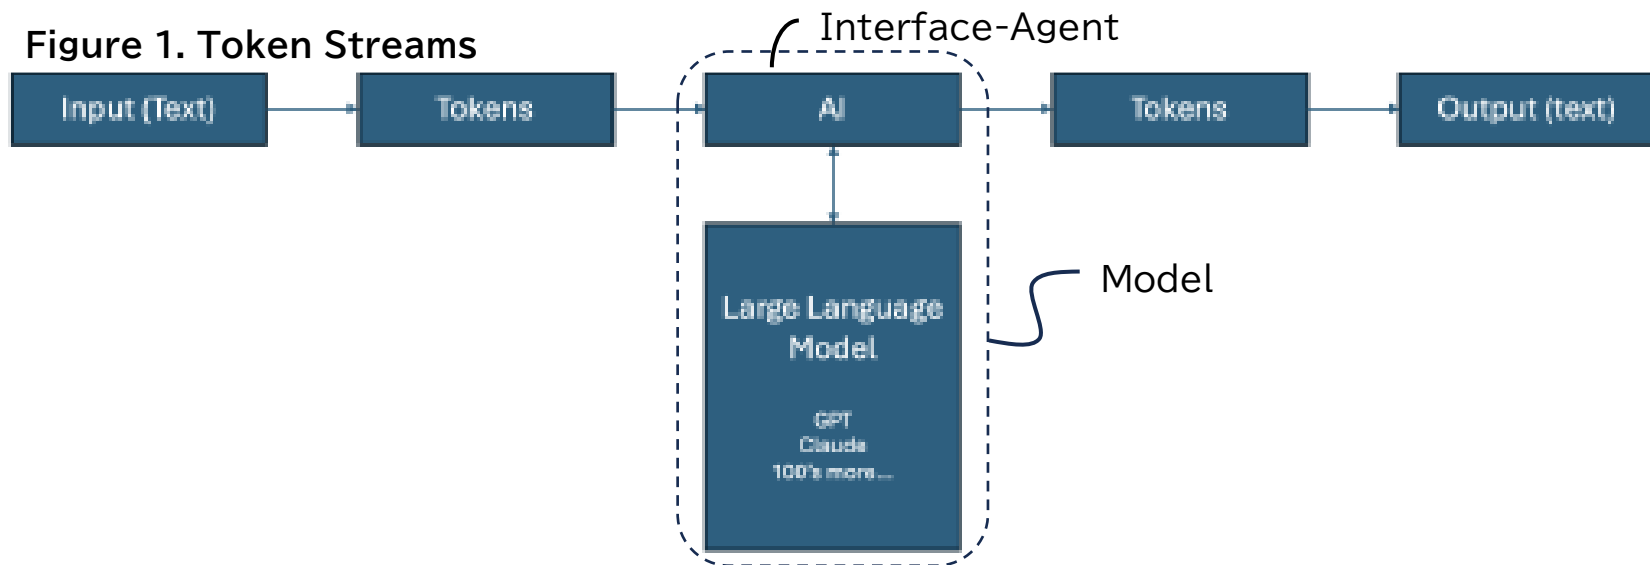 Interface-Agent
Figure 1. Token Streams
Input (Text)
Tokens
AI
Tokens
Output (text)
Model
Large Language
Model
GPT
Claude
100's more...